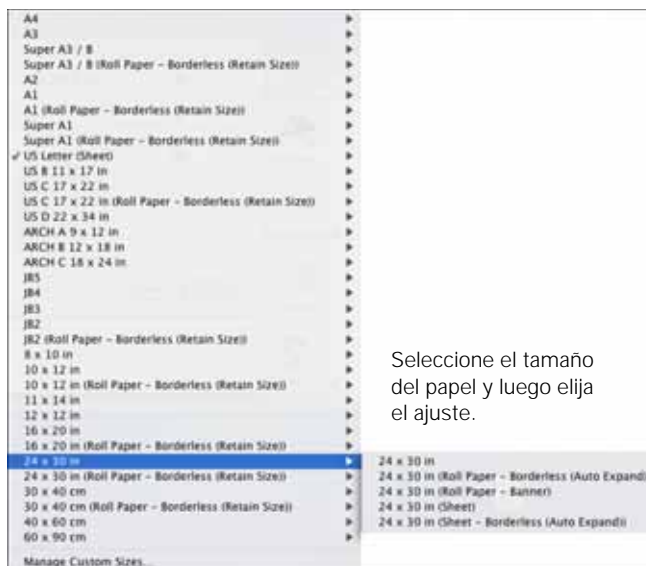 A4
A3
Super A3 / B
Super A3 / B (Roll Paper – Borderless (Retain Size))
A2
A1
A1 (Roll Paper – Borderless (Retain Size))
Super A1
Super A1 (Roll Paper – Borderless (Retain Size))
✓ US Letter (Sheet)
US B 11 x 17 in
US C 17 x 22 in
US C 17 x 22 in (Roll Paper – Borderless (Retain Size))
US D 22 x 34 in
ARCH A 9 x 12 in
ARCH B 12 x 18 in
ARCH C 18 x 24 in
JB5
JB4
JB3
JB2
JB2 (Roll Paper – Borderless (Retain Size))
8 x 10 in
10 x 12 in
10 x 12 in (Roll Paper – Borderless (Retain Size))
11 x 14 in
12 x 12 in
16 x 20 in
16 x 20 in (Roll Paper – Borderless (Retain Size))
24 x 30 in
24 x 30 in (Roll Paper – Borderless (Retain Size))
30 x 40 cm
30 x 40 cm (Roll Paper – Borderless (Retain Size))
40 x 60 cm
60 x 90 cm
Manage Custom Sizes...
Seleccione el tamaño
del papel y luego elija
el ajuste.
24 x 30 in
24 x 30 in (Roll Paper – Borderless (Auto Expand))
24 x 30 in (Roll Paper – Banner)
24 x 30 in (Sheet)
24 x 30 in (Sheet – Borderless (Auto Expand))